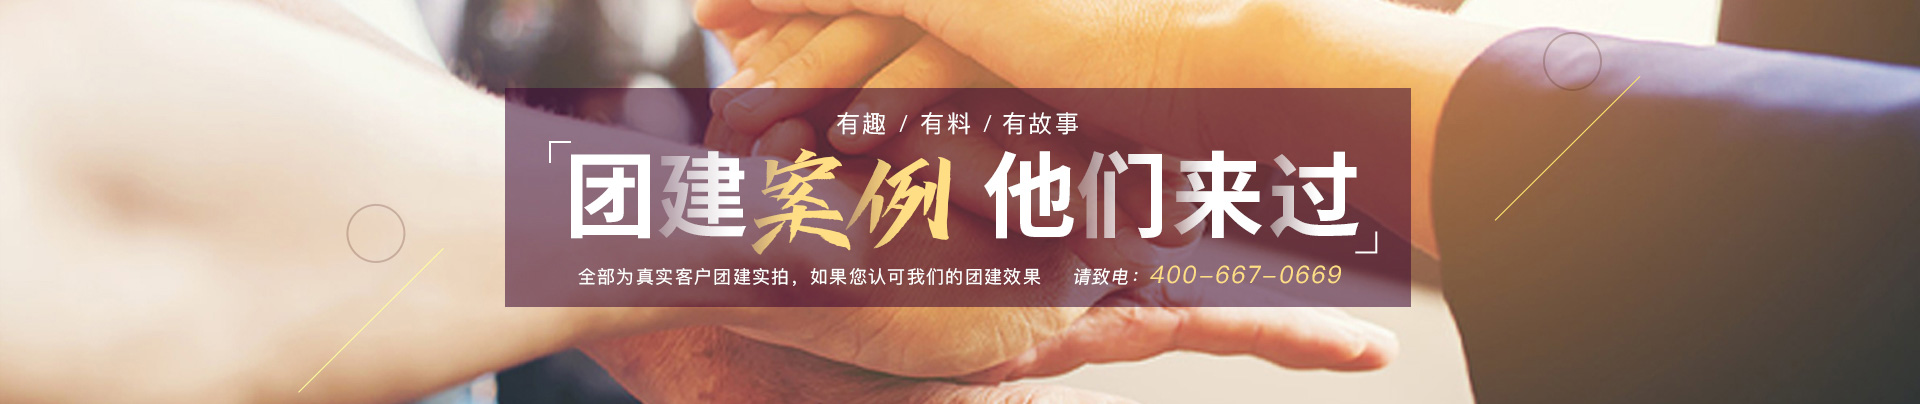 有趣 / 有料 / 有故事
团建案例 他们来过
全部为真实客户团建实拍，如果您认可我们的团建效果 请致电：400-667-0669